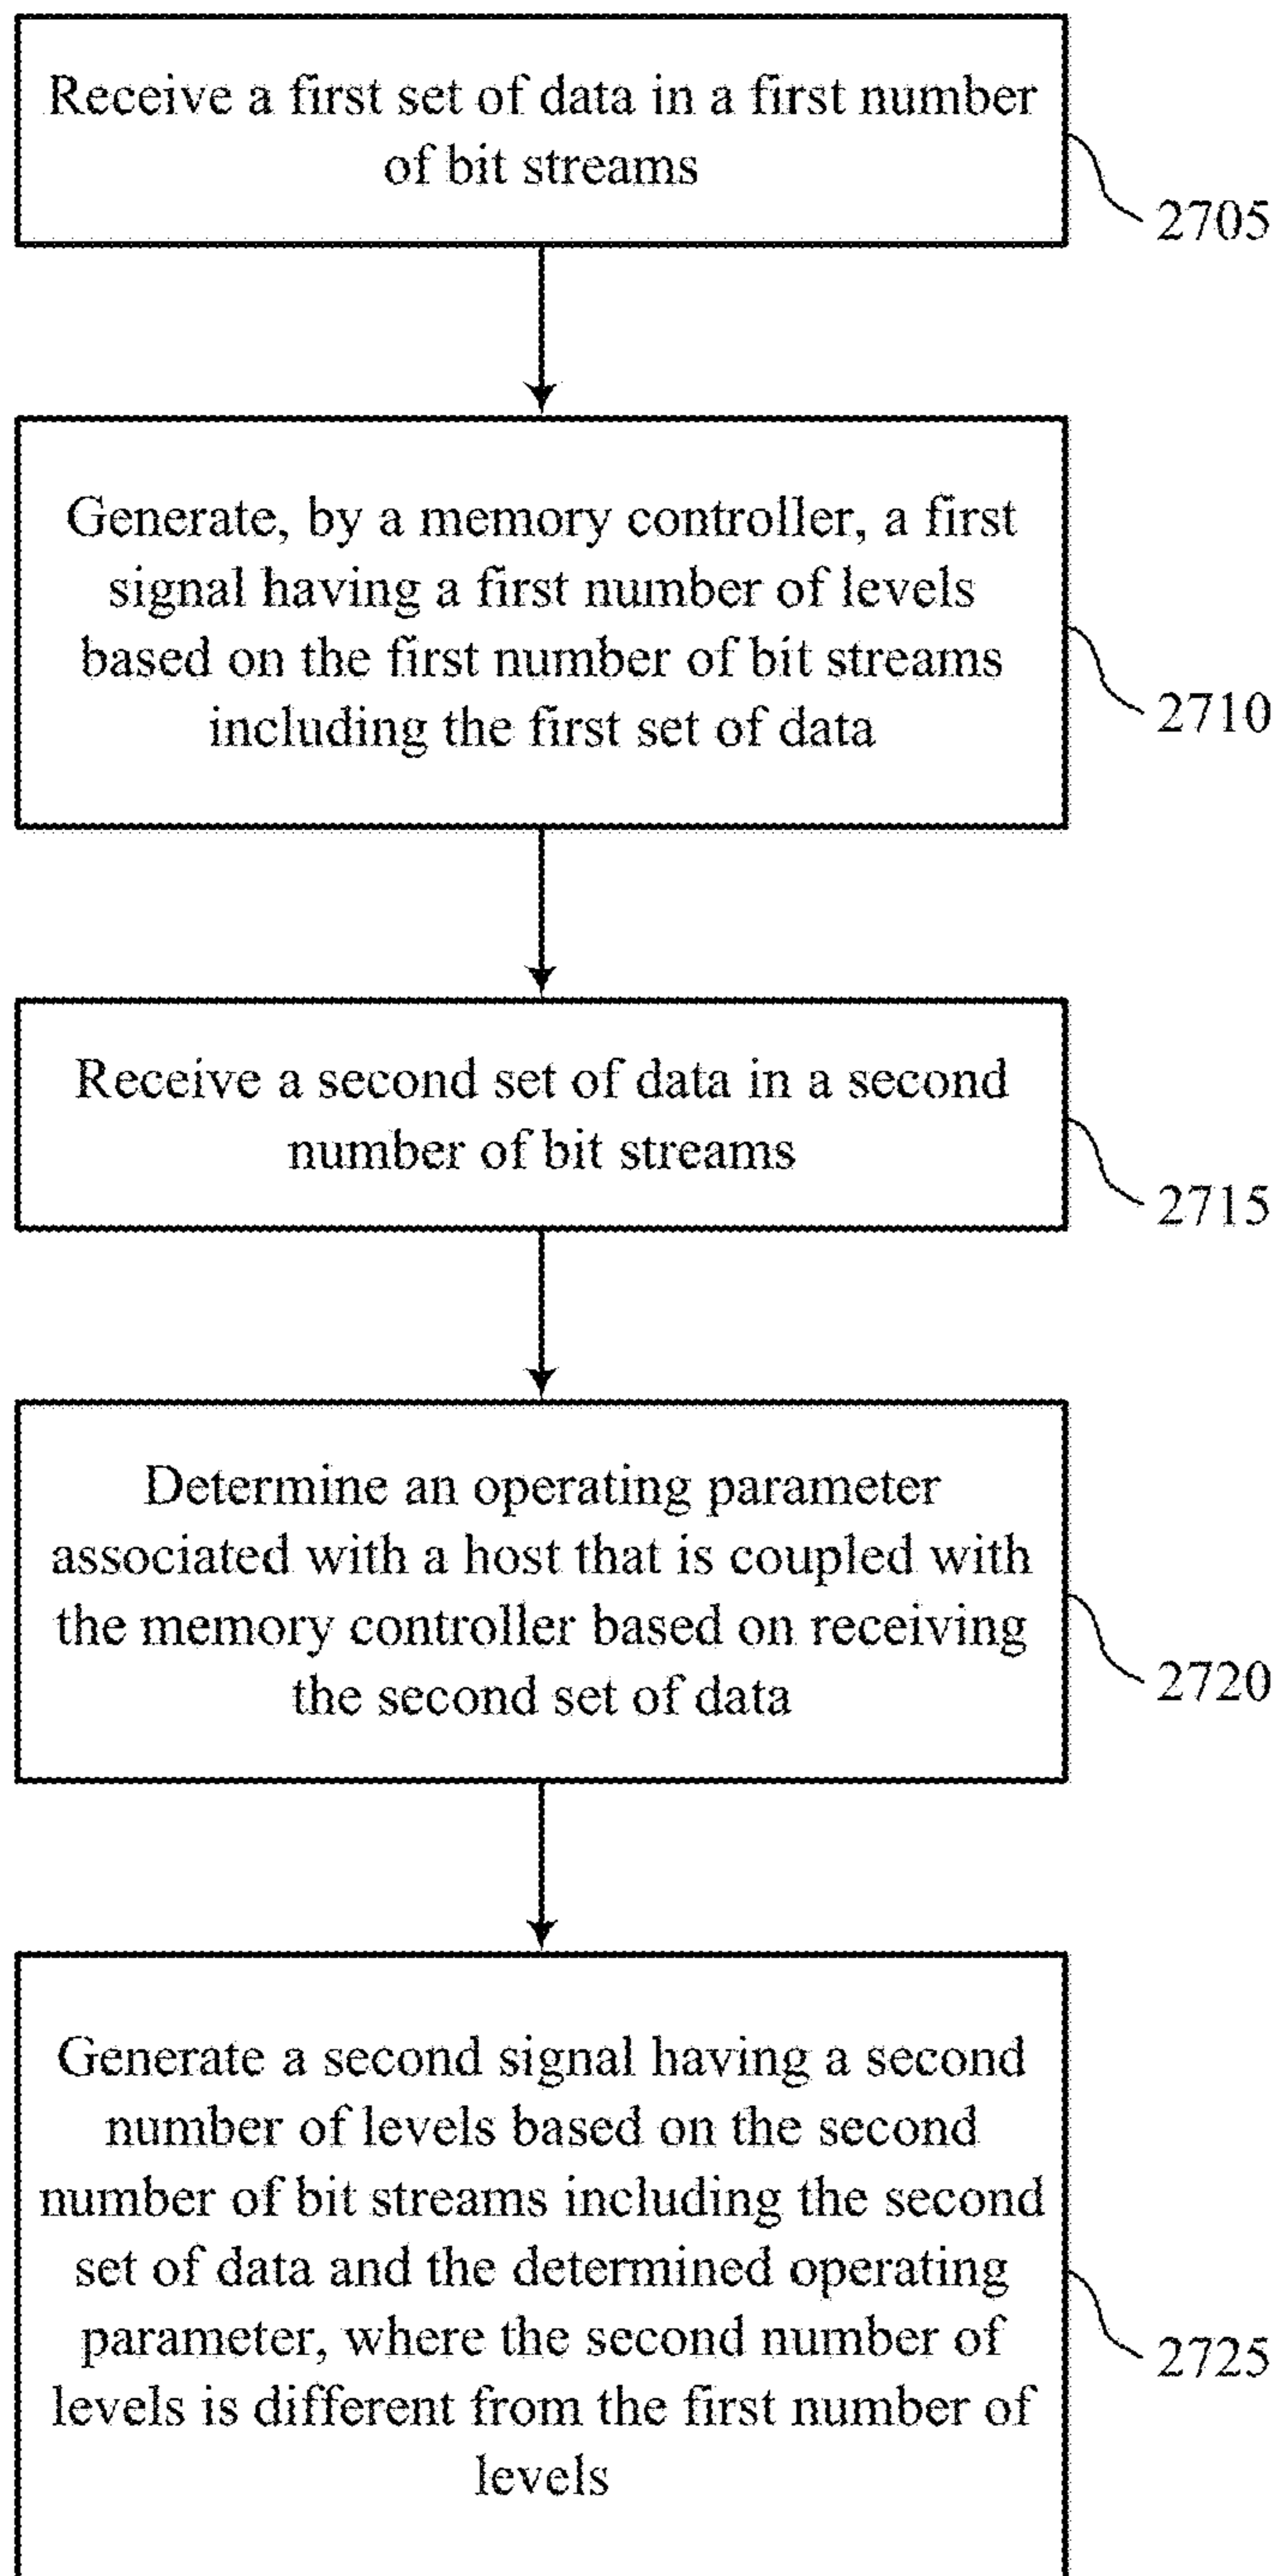 Receive a first set of data in a first number
of bit streams
2705
Generate, by a memory controller, a first
signal having a first number of levels
based on the first number of bit streams
including the first set of data
2710
Receive a second set of data in a second
number of bit streams
2715
Determine an operating parameter
associated with a host that is coupled with
the memory controller based on receiving
the second set of data
2720
Generate a second signal having a second
number of levels based on the second
number of bit streams including the second
set of data and the determined operating
parameter, where the second number of
levels is different from the first number of
levels
2725